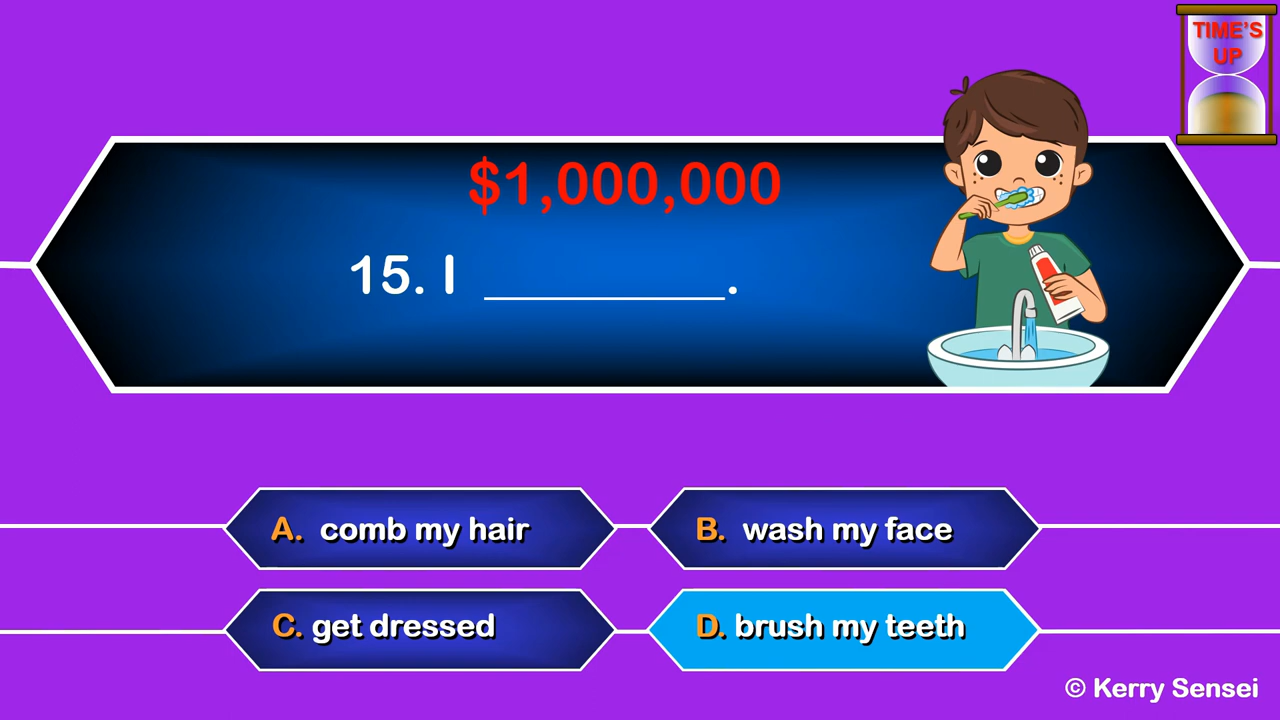 TIME'S
UP
$1,000,000
15. I __________.
A. comb my hair
B. wash my face
C. get dressed
D. brush my teeth
© Kerry Sensei